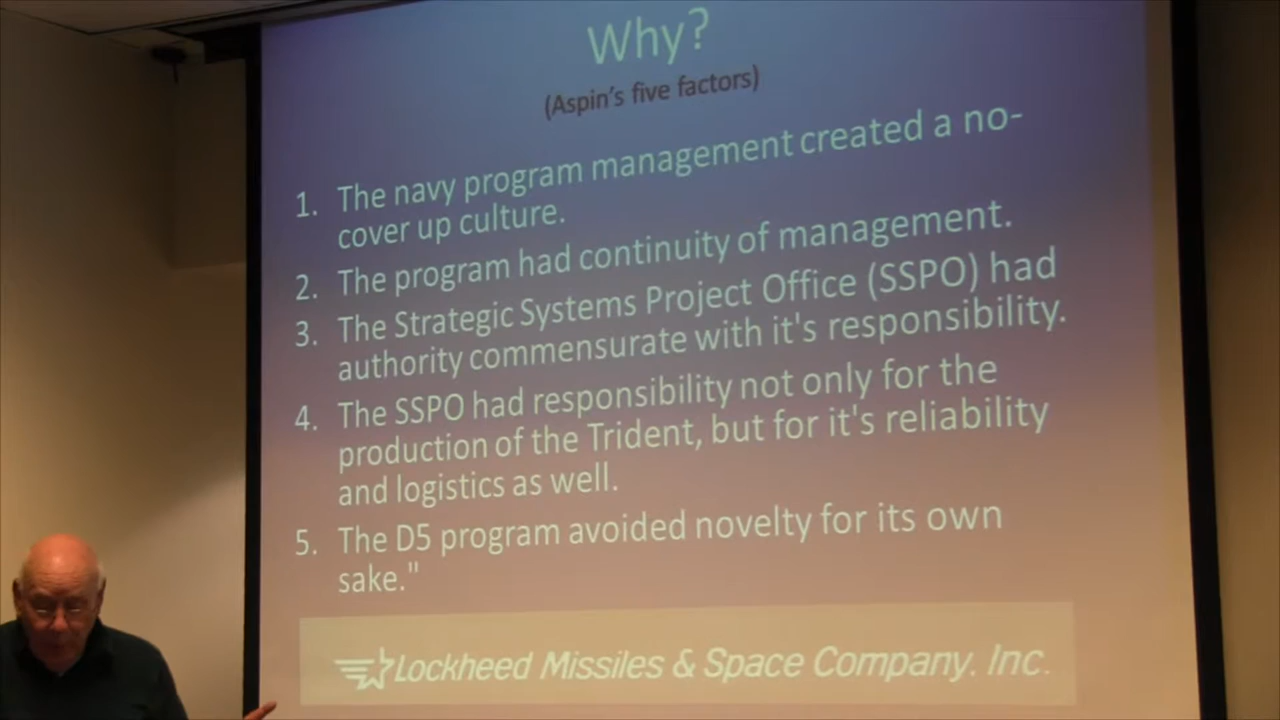 Why?
(Aspin's five factors)
1. The navy program management created a no-
cover up culture.
2. The program had continuity of management.
3. The Strategic Systems Project Office (SSPO) had
authority commensurate with it's responsibility.
4. The SSPO had responsibility not only for the
production of the Trident, but for it's reliability
and logistics as well.
5. The D5 program avoided novelty for its own
sake."
Lockheed Missiles & Space Company. Inc.